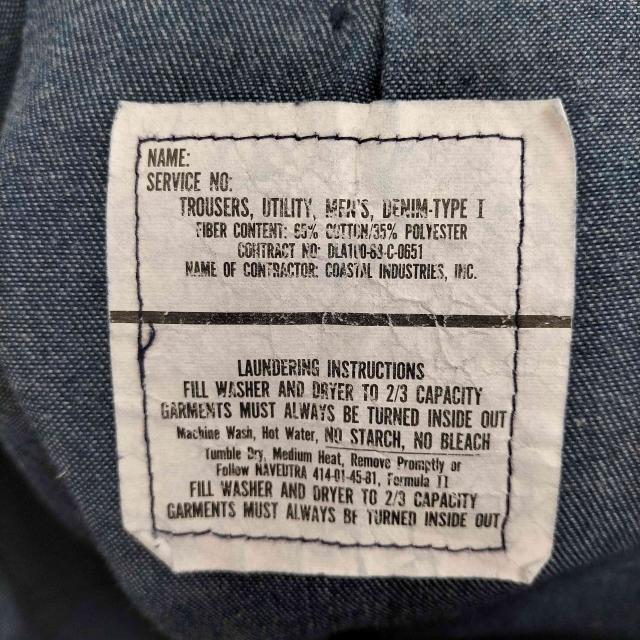 NAME:
SERVICE NO:
TROUSERS, UTILITY, MEN'S, DENIM-TYPE I
FIBER CONTENT: 65% COTTON/35% POLYESTER
CONTRACT NO: DLA100-83-C-0651
NAME OF CONTRACTOR: COASTAL INDUSTRIES, INC.
LAUNDERING INSTRUCTIONS
FILL WASHER AND DRYER TO 2/3 CAPACITY
GARMENTS MUST ALWAYS BE TURNED INSIDE OUT
Machine Wash, Hot Water, NO STARCH, NO BLEACH
Tumble Dry, Medium Heat, Remove Promptly or
Follow NAVEDTRA 414-01-45-81, Formula II
FILL WASHER AND DRYER TO 2/3 CAPACITY
GARMENTS MUST ALWAYS BE TURNED INSIDE OUT